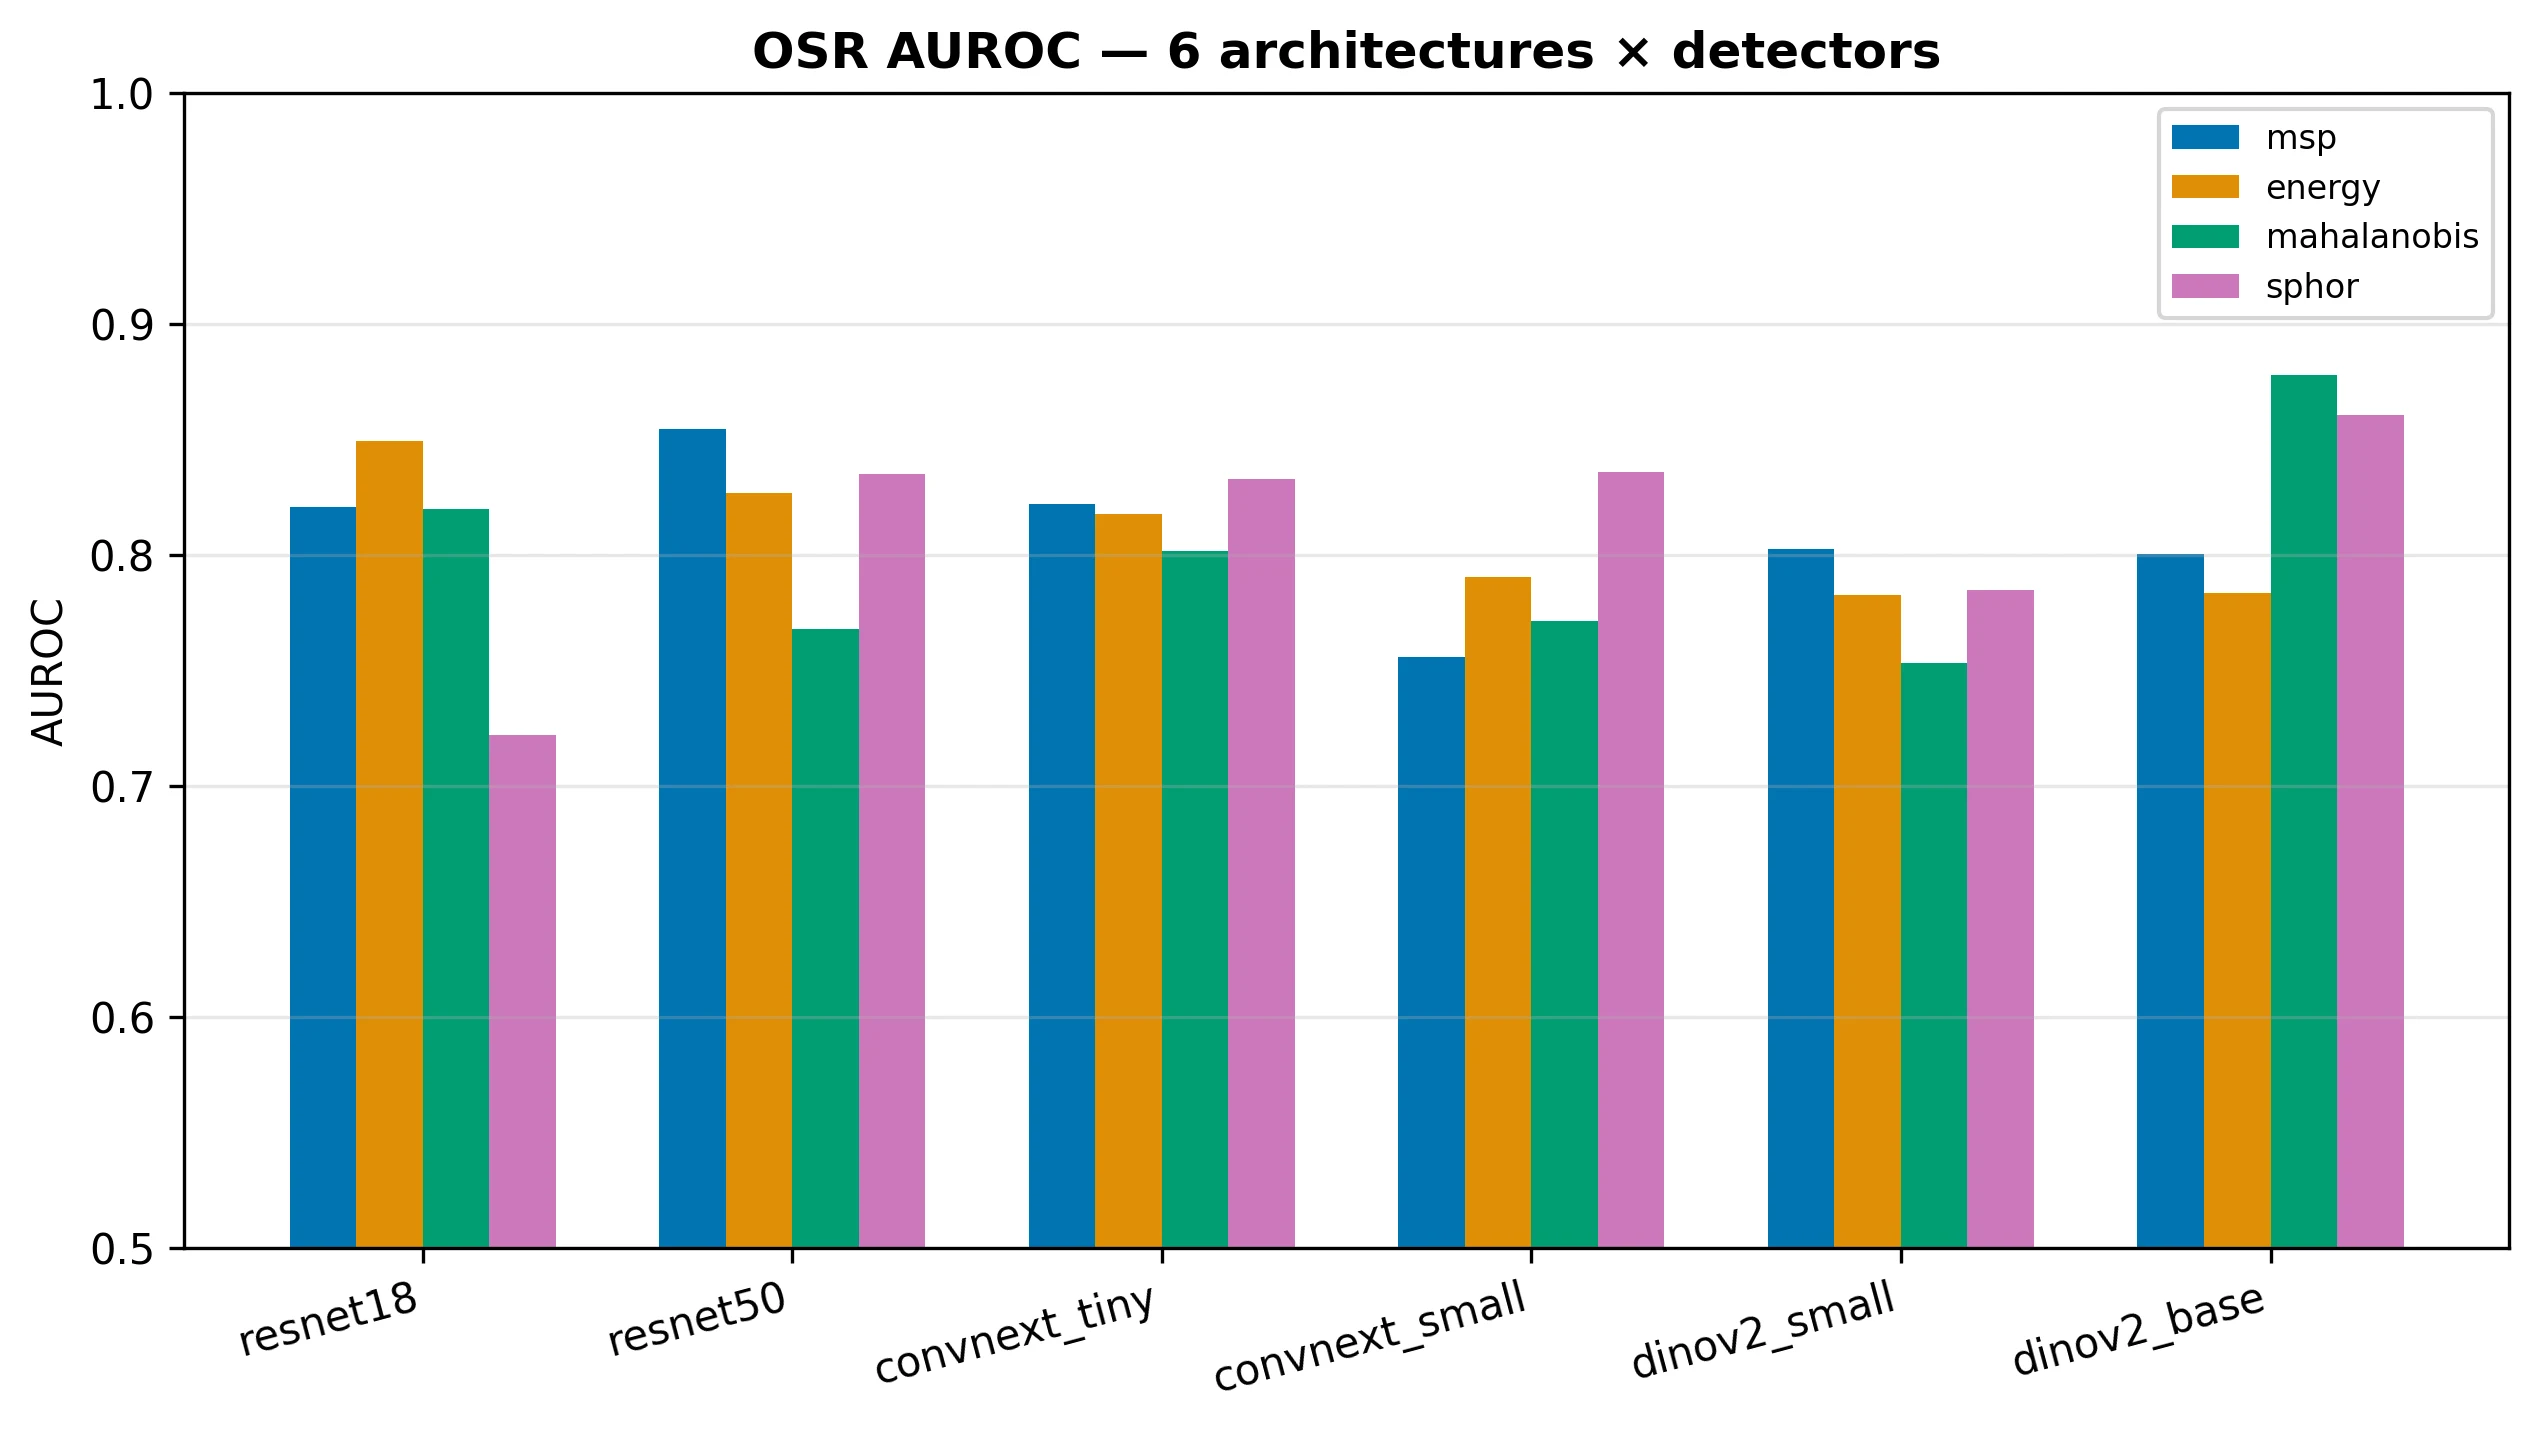 OSR AUROC — 6 architectures × detectors
1.0
0.9
0.8
0.7
0.6
0.5
AUROC
msp
energy
mahalanobis
sphor
resnet18
resnet50
convnext_tiny
convnext_small
dinov2_small
dinov2_base